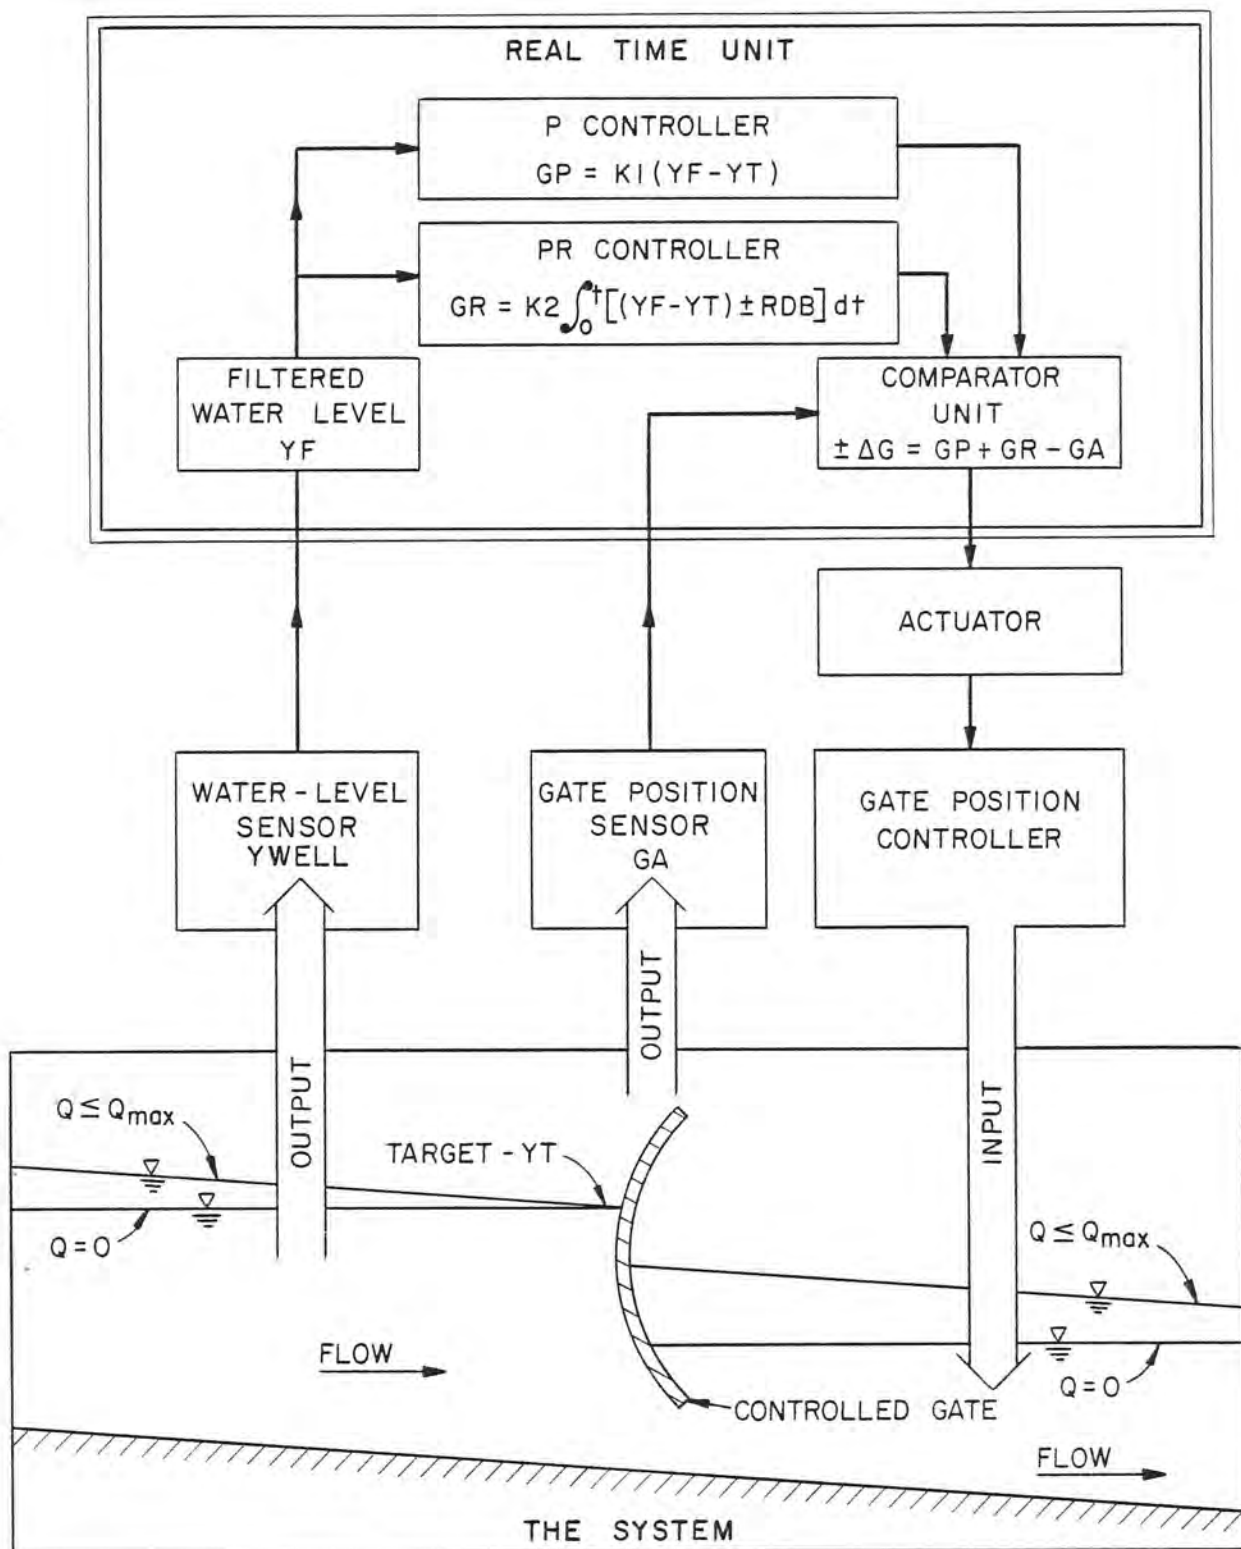 REAL TIME UNIT
P CONTROLLER
GP = K1(YF-YT)
PR CONTROLLER
GR = K2∫₀ᵗ[(YF-YT)±RDB]dt
FILTERED
WATER LEVEL
YF
COMPARATOR
UNIT
± ΔG = GP + GR - GA
ACTUATOR
WATER-LEVEL
SENSOR
YWELL
GATE POSITION
SENSOR
GA
GATE POSITION
CONTROLLER
OUTPUT
OUTPUT
INPUT
Q ≤ Qmax
TARGET - YT
Q = 0
Q ≤ Qmax
FLOW
Q = 0
CONTROLLED GATE
FLOW
THE SYSTEM